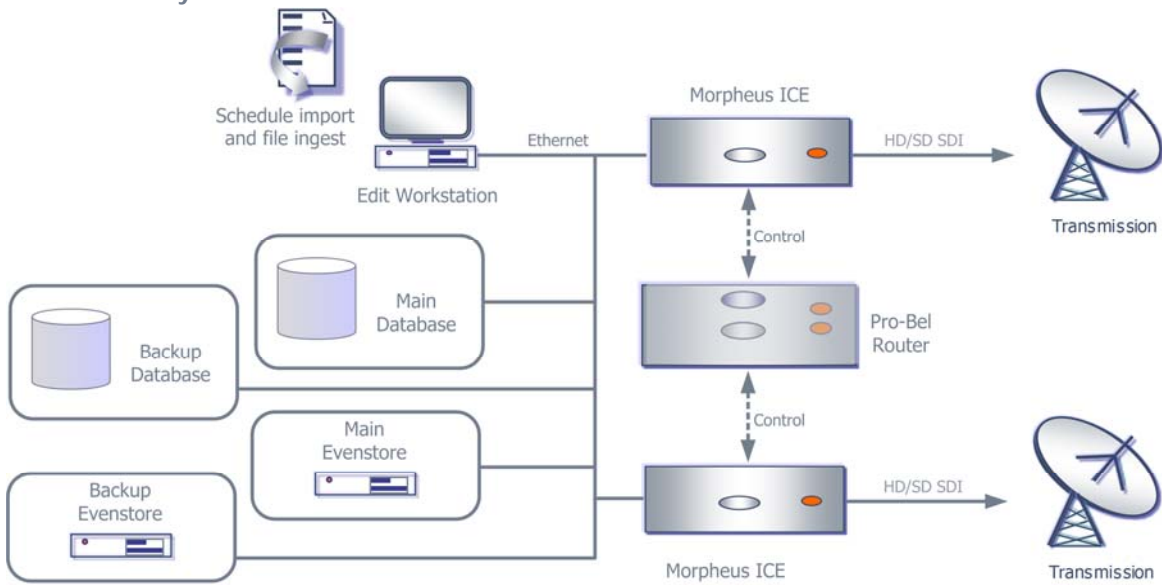 Schedule import
and file ingest
Edit Workstation
Ethernet
Morpheus ICE
HD/SD SDI
Transmission
Control
Pro-Bel
Router
Control
Main
Database
Backup
Database
Main
Evenstore
Backup
Evenstore
Morpheus ICE
HD/SD SDI
Transmission